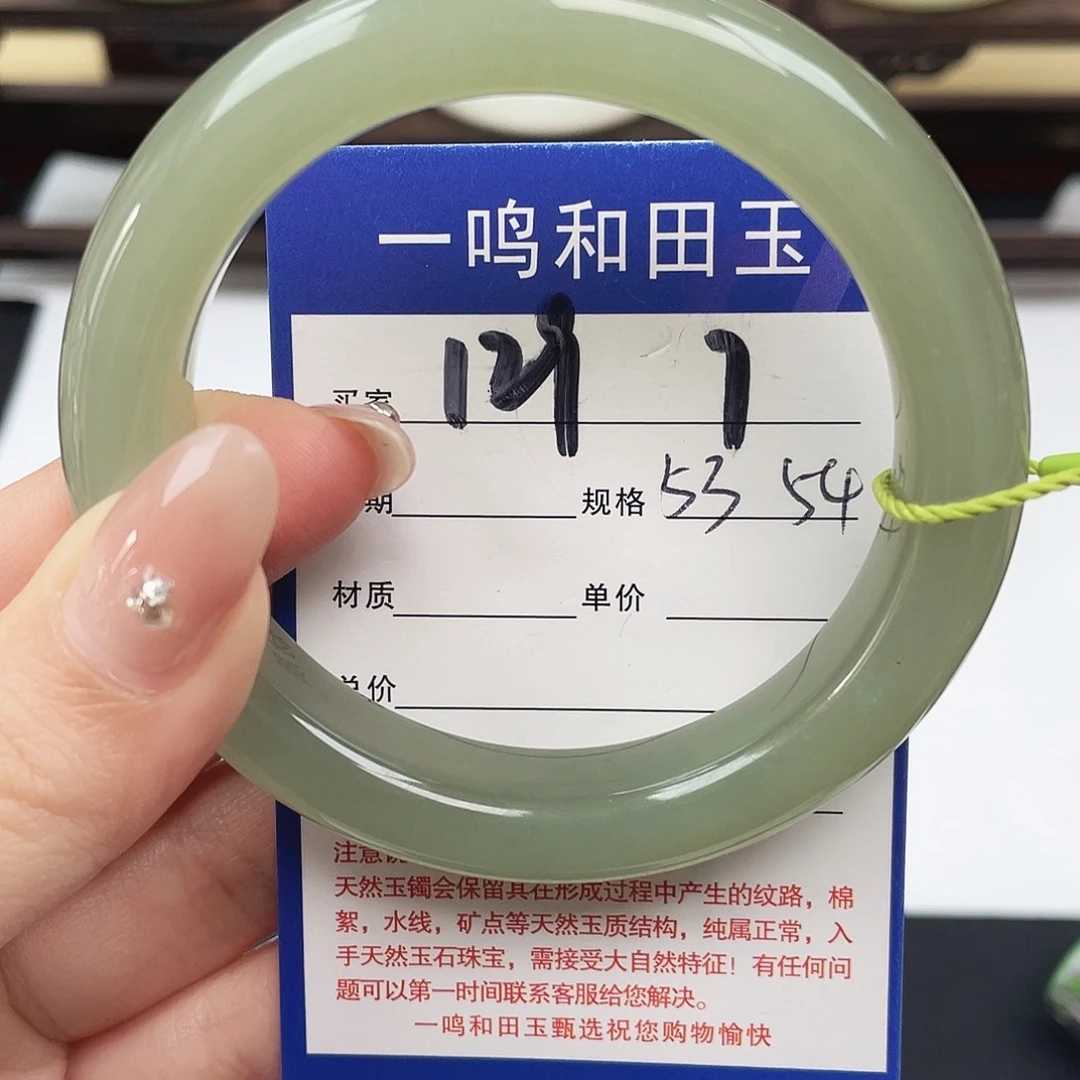 一鸣和田玉
买家 129 7
期 规格 53 54
材质 单价
总价
注意
天然玉镯会保留其在形成过程中产生的纹路，棉
絮，水线，矿点等天然玉质结构，纯属正常，入
手天然玉石珠宝，需接受大自然特征！有任何问
题可以第一时间联系客服给您解决。
一鸣和田玉甄选祝您购物愉快